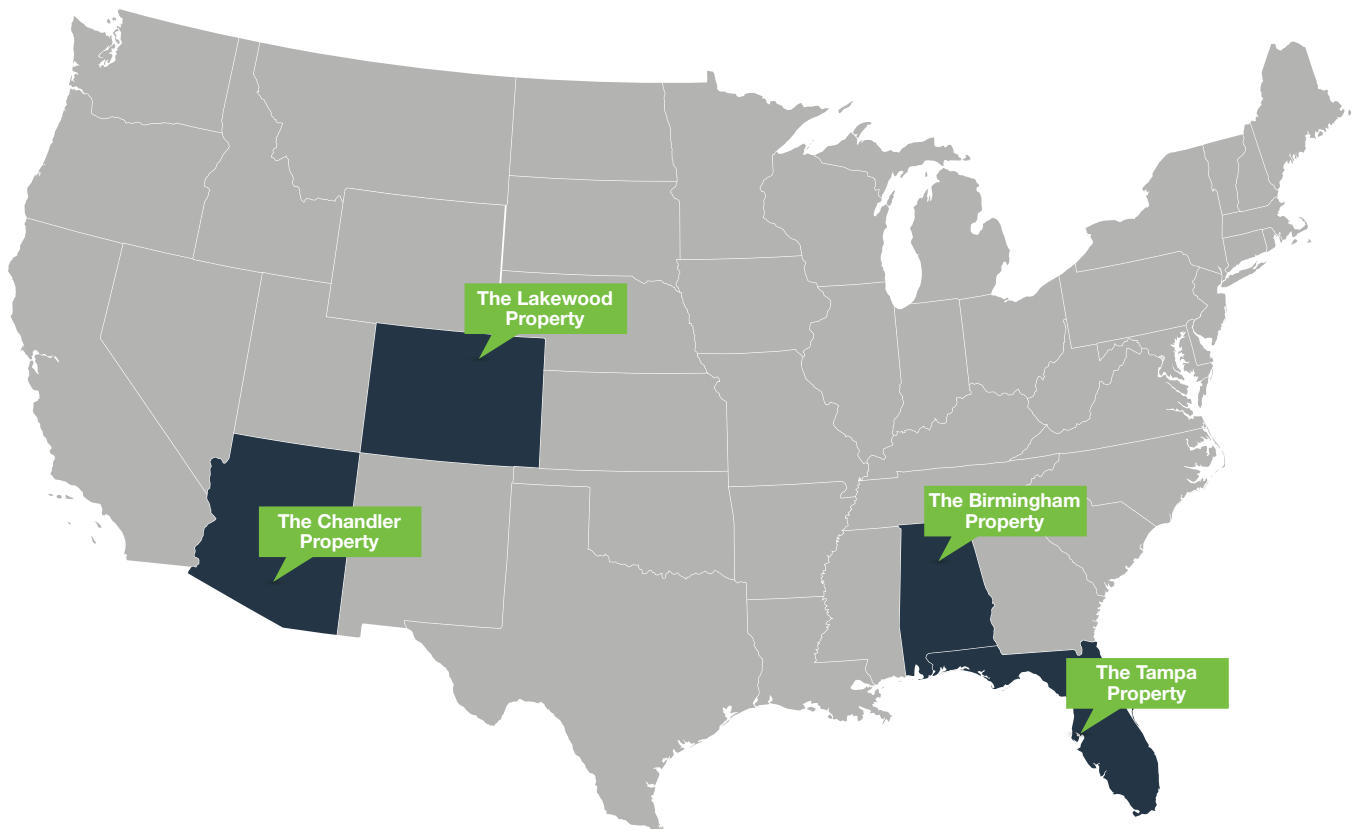 The Lakewood
Property
The Birmingham
Property
The Chandler
Property
The Tampa
Property